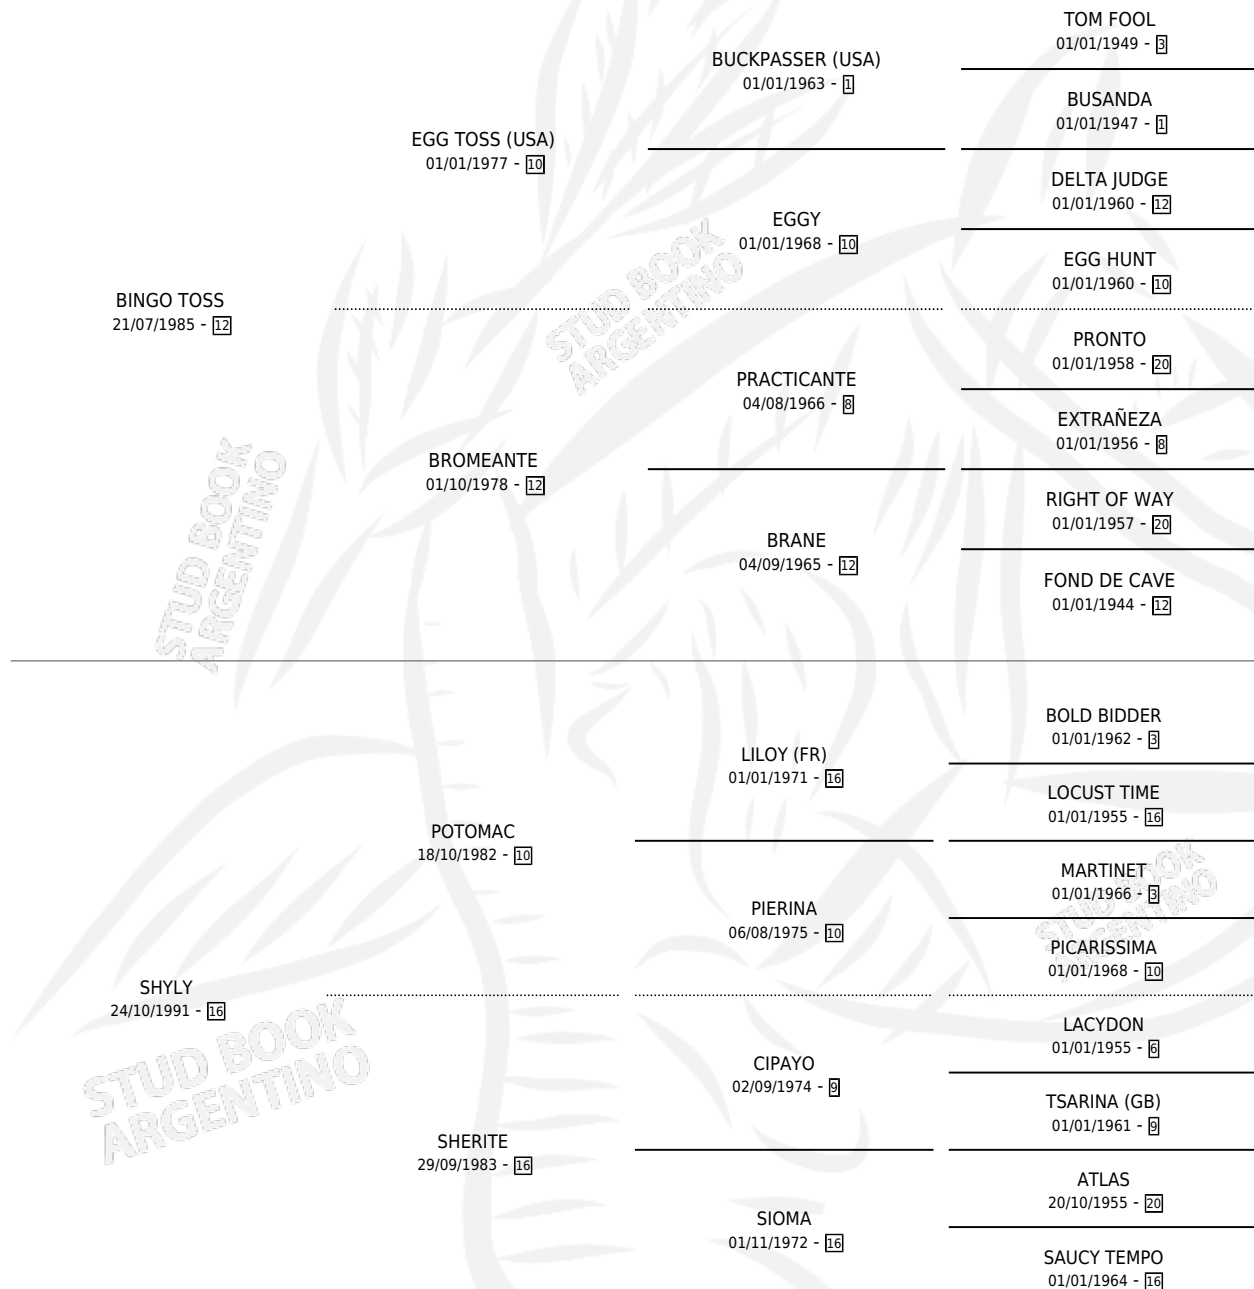 TOM FOOL
01/01/1949 - 3
BUCKPASSER (USA)
01/01/1963 - 1
BUSANDA
01/01/1947 - 1
EGG TOSS (USA)
01/01/1977 - 10
DELTA JUDGE
01/01/1960 - 12
EGGY
01/01/1968 - 10
EGG HUNT
01/01/1960 - 10
BINGO TOSS
21/07/1985 - 12
PRONTO
01/01/1958 - 20
PRACTICANTE
04/08/1966 - 8
EXTRAÑEZA
01/01/1956 - 8
BROMEANTE
01/10/1978 - 12
RIGHT OF WAY
01/01/1957 - 20
BRANE
04/09/1965 - 12
FOND DE CAVE
01/01/1944 - 12
BOLD BIDDER
01/01/1962 - 3
LILOY (FR)
01/01/1971 - 16
LOCUST TIME
01/01/1955 - 16
POTOMAC
18/10/1982 - 10
MARTINET
01/01/1966 - 3
PIERINA
06/08/1975 - 10
PICARISSIMA
01/01/1968 - 10
SHYLY
24/10/1991 - 16
LACYDON
01/01/1955 - 6
CIPAYO
02/09/1974 - 9
TSARINA (GB)
01/01/1961 - 9
SHERITE
29/09/1983 - 16
ATLAS
20/10/1955 - 20
SIOMA
01/11/1972 - 16
SAUCY TEMPO
01/01/1964 - 16
STUD BOOK
ARGENTINO
STUD BOOK
ARGENTINO
STUD BOOK
ARGENTINO
STUD BOOK
ARGENTINO